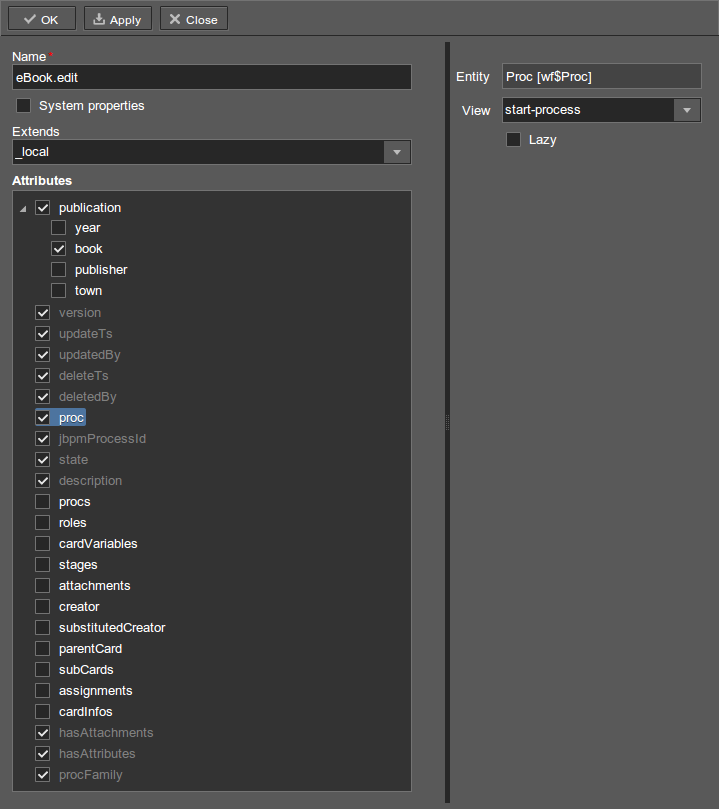 OK Apply Close
Name*
eBook.edit
System properties
Extends
_local
Attributes
publication
year
book
publisher
town
version
updateTs
updatedBy
deleteTs
deletedBy
proc
jbpmProcessId
state
description
procs
roles
cardVariables
stages
attachments
creator
substitutedCreator
parentCard
subCards
assignments
cardInfos
hasAttachments
hasAttributes
procFamily
Entity Proc [wf$Proc]
View start-process
Lazy